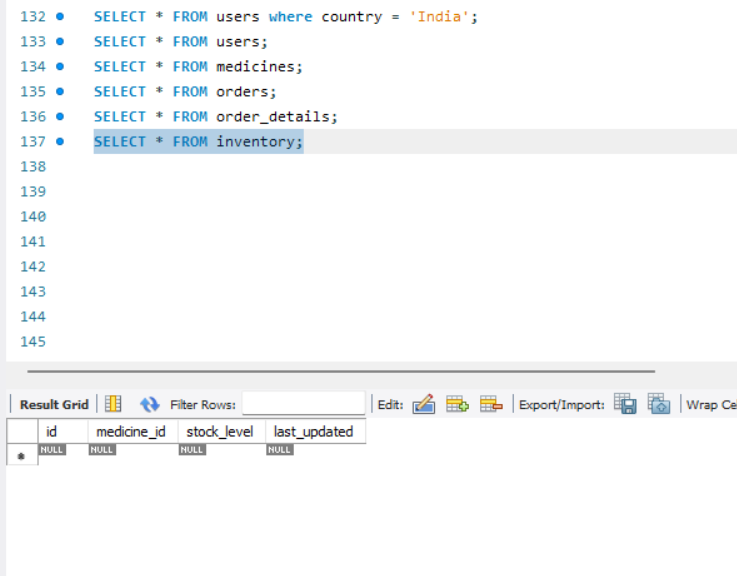 132 SELECT * FROM users where country = 'India';
133 SELECT * FROM users;
134 SELECT * FROM medicines;
135 SELECT * FROM orders;
136 SELECT * FROM order_details;
137 SELECT * FROM inventory;
138
139
140
141
142
143
144
145
Result Grid Filter Rows: Edit: Export/Import: Wrap Ce
id medicine_id stock_level last_updated
* NULL NULL NULL NULL